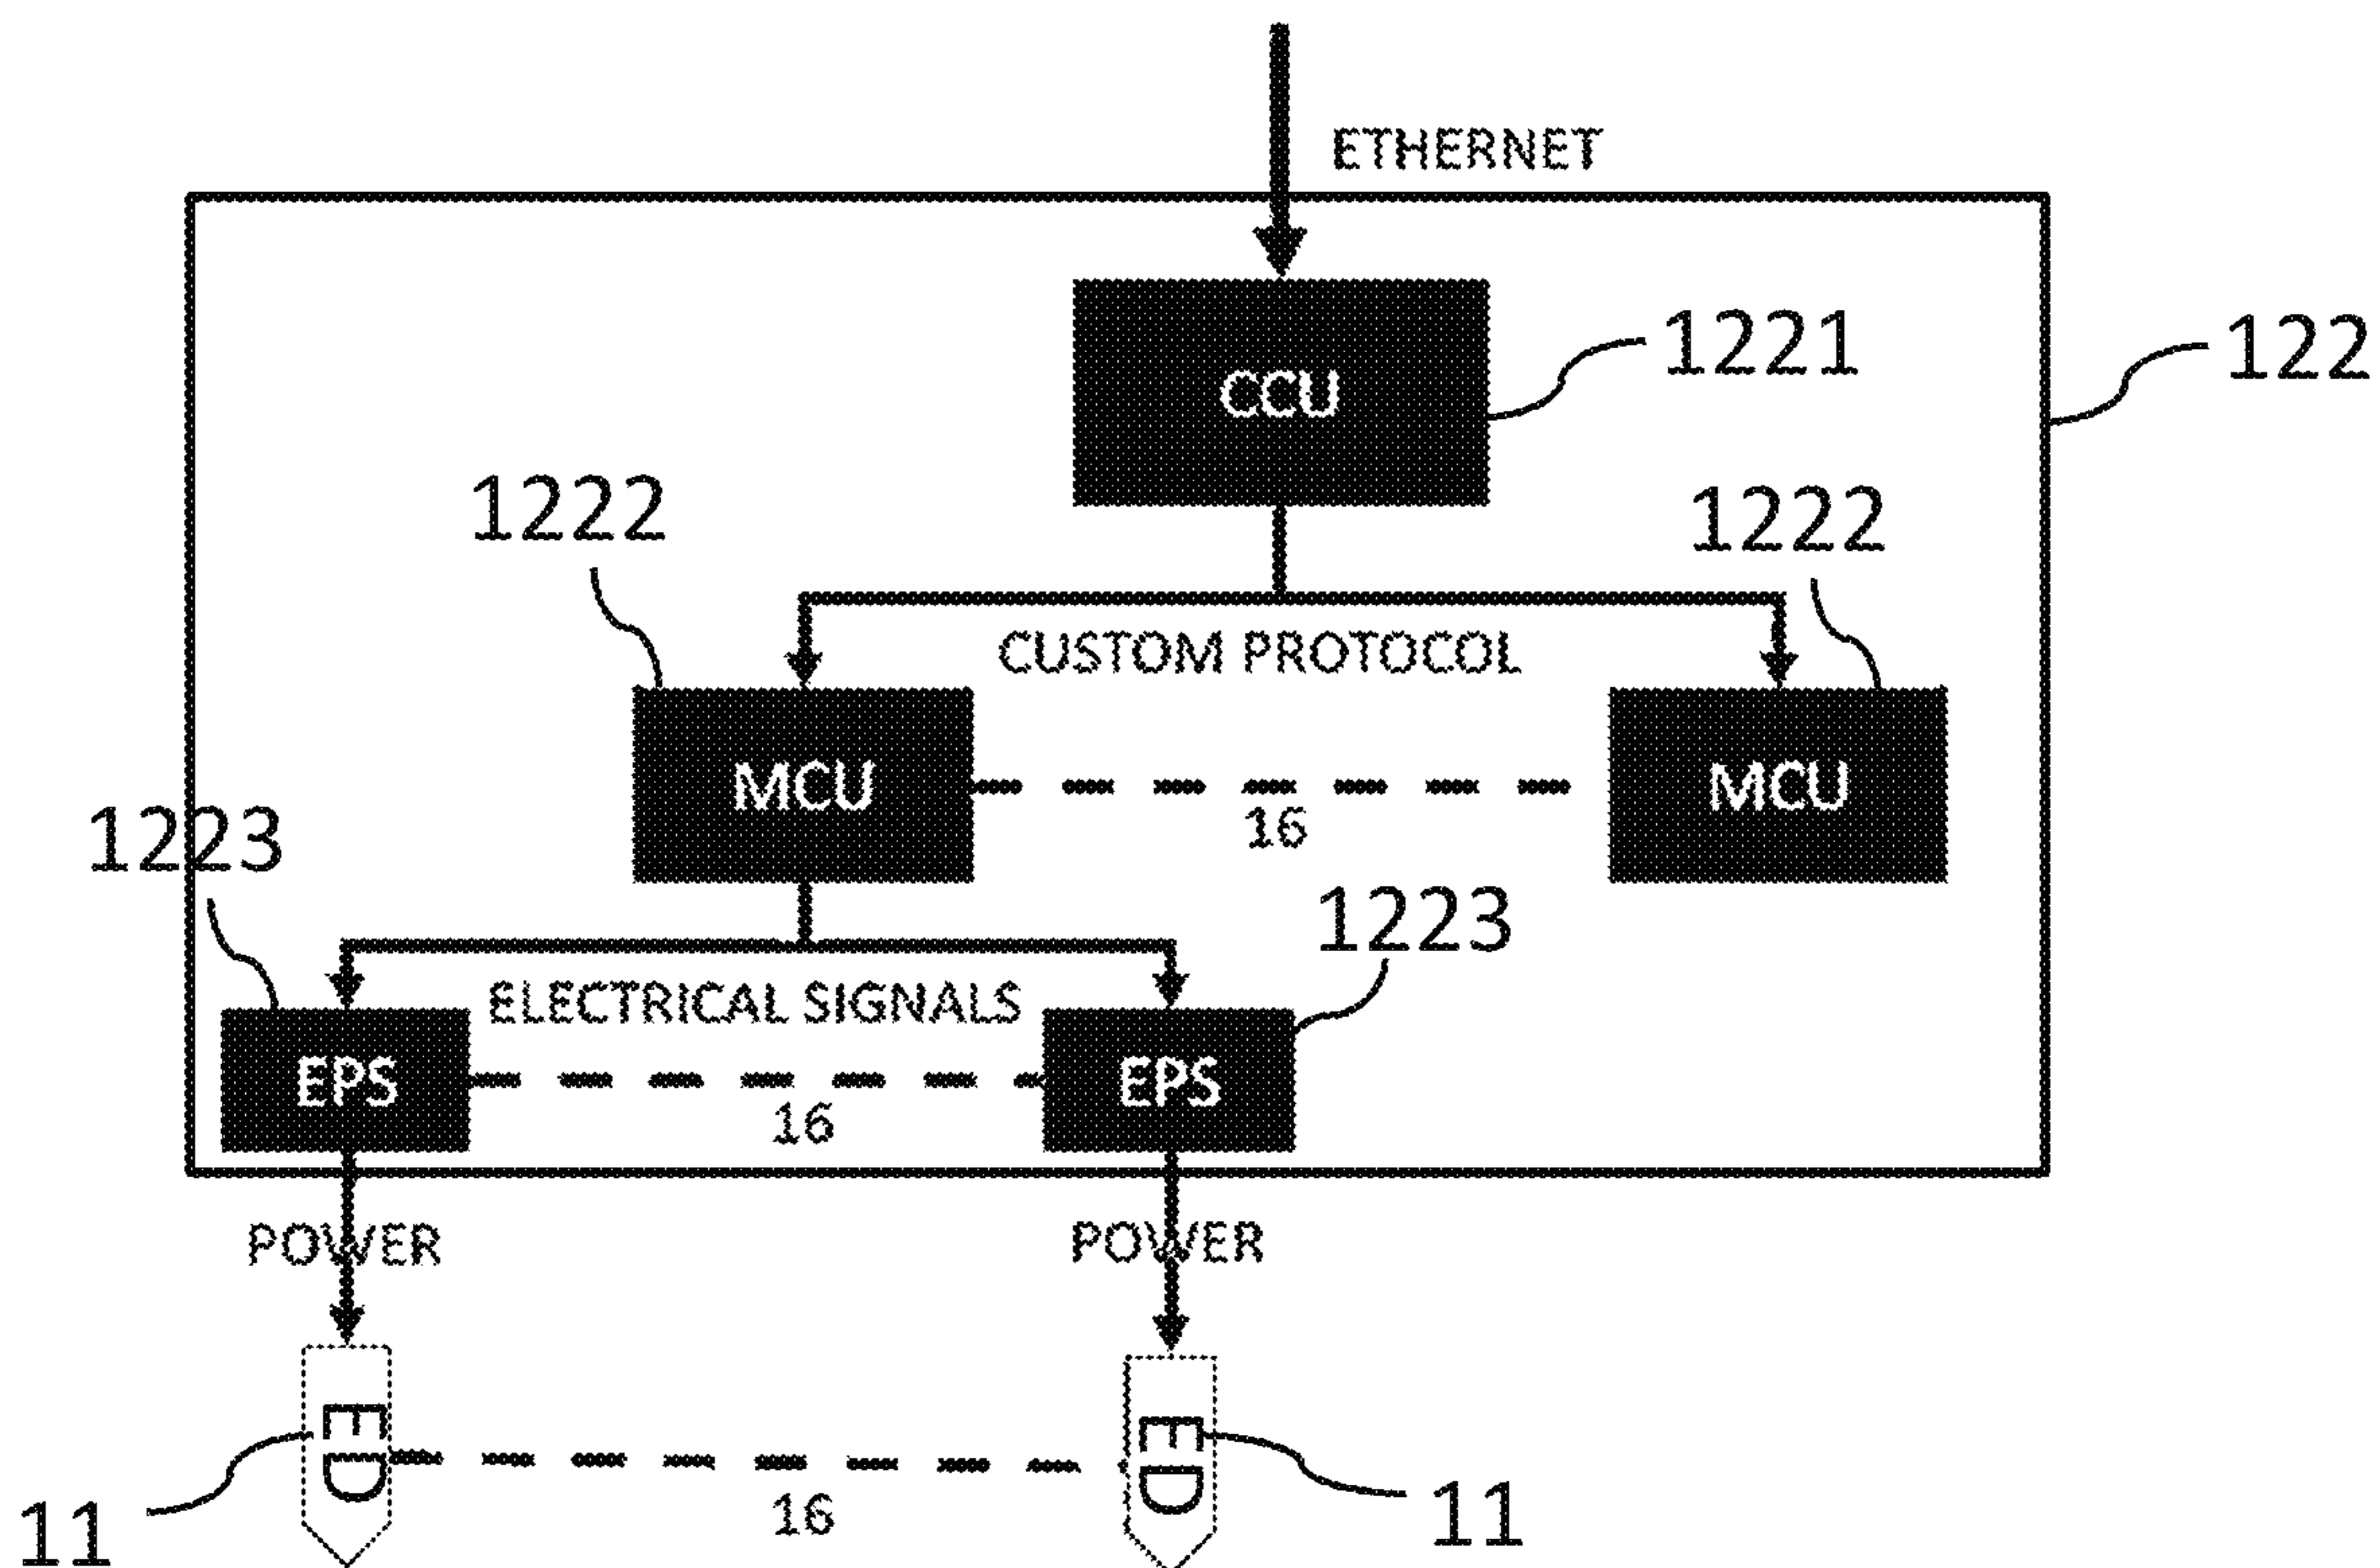 ETHERNET
1221
122
CCU
1222
1222
CUSTOM PROTOCOL
MCU
MCU
16
1223
1223
ELECTRICAL SIGNALS
EPS
EPS
16
POWER
POWER
ED
ED
11
16
11